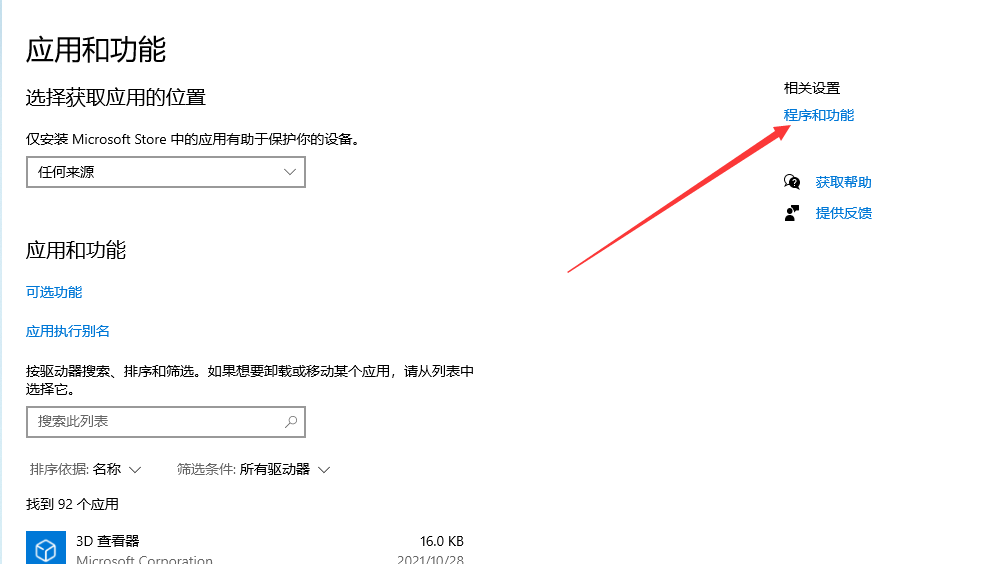 应用和功能
选择获取应用的位置
仅安装 Microsoft Store 中的应用有助于保护你的设备。
任何来源
应用和功能
可选功能
应用执行别名
按驱动器搜索、排序和筛选。如果想要卸载或移动某个应用，请从列表中
选择它。
搜索此列表
排序依据: 名称 筛选条件: 所有驱动器
找到 92 个应用
3D 查看器 16.0 KB
Microsoft Corporation 2021/10/28
相关设置
程序和功能
获取帮助
提供反馈